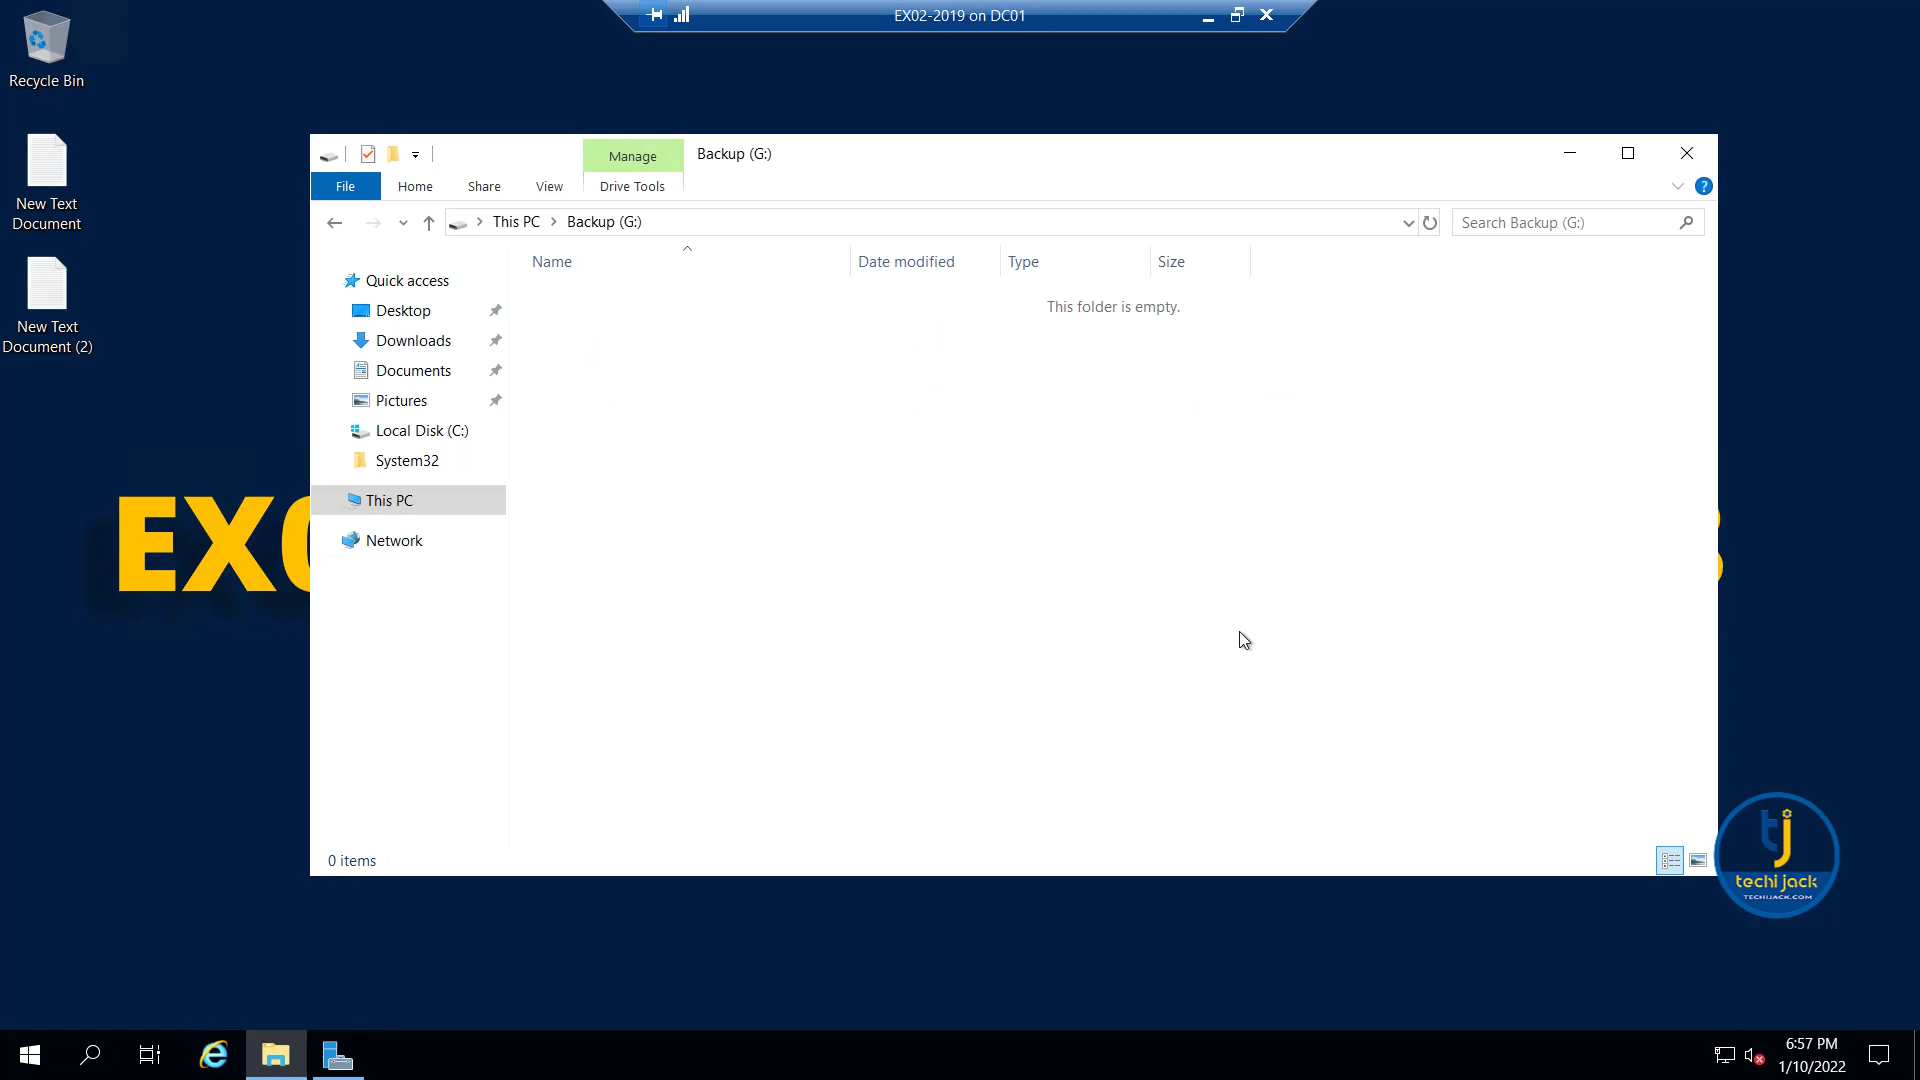 EX02-2019 on DC01
Recycle Bin
New Text
Document
New Text
Document (2)
Manage
Backup (G:)
File
Home
Share
View
Drive Tools
?
This PC
Backup (G:)
Search Backup (G:)
Name
Date modified
Type
Size
This folder is empty.
Quick access
Desktop
Downloads
Documents
Pictures
Local Disk (C:)
System32
This PC
Network
EX0
0 items
tj
techi jack
TECHIJACK.COM
6:57 PM
1/10/2022